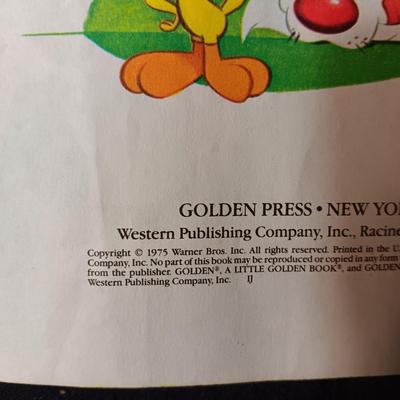 GOLDEN PRESS • NEW YO
Western Publishing Company, Inc., Racine
Copyright © 1975 Warner Bros. Inc. All rights reserved. Printed in the U
Company, Inc. No part of this book may be reproduced or copied in any form
from the publisher. GOLDEN®, A LITTLE GOLDEN BOOK®, and GOLDEN
Western Publishing Company, Inc. IJ